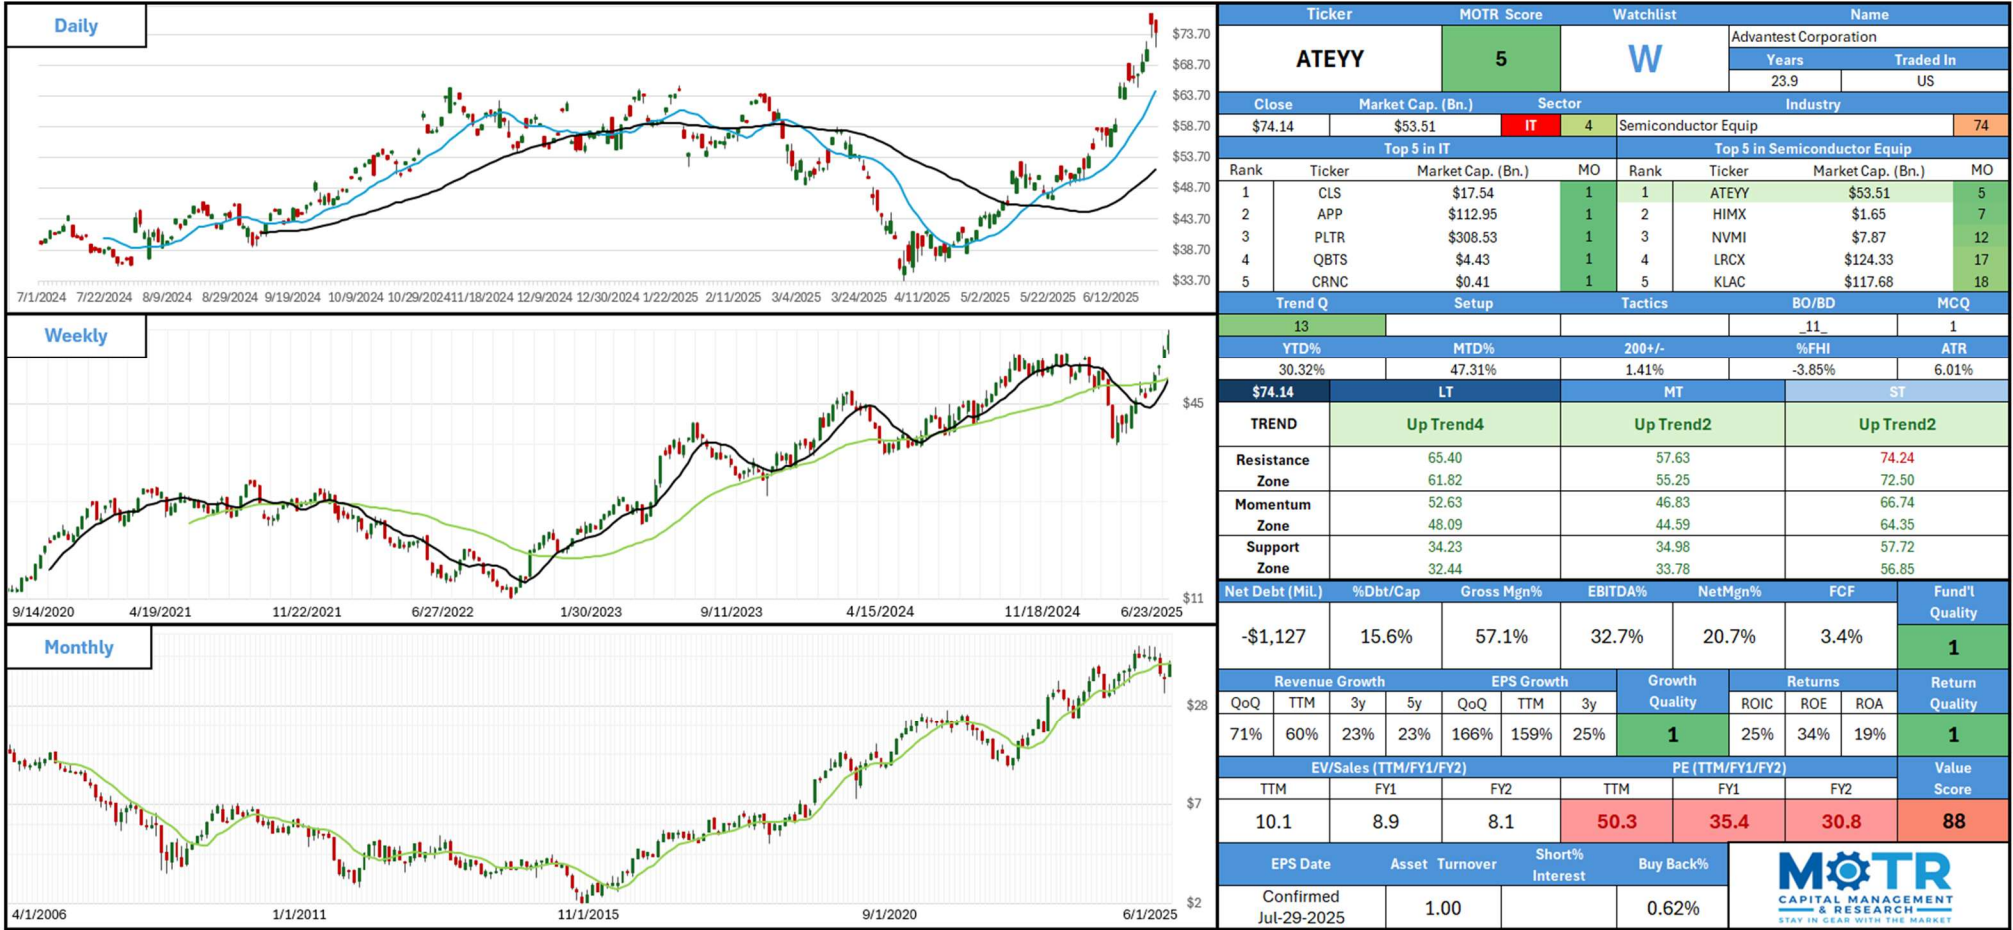 Daily
$73.70
$68.70
$63.70
$58.70
$53.70
$48.70
$43.70
$38.70
$33.70
7/1/2024 7/22/2024 8/9/2024 8/29/2024 9/19/2024 10/9/2024 10/29/2024 11/18/2024 12/9/2024 12/30/2024 1/22/2025 2/11/2025 3/4/2025 3/24/2025 4/11/2025 5/2/2025 5/22/2025 6/12/2025
Weekly
$45
$11
9/14/2020 4/19/2021 11/22/2021 6/27/2022 1/30/2023 9/11/2023 4/15/2024 11/18/2024 6/23/2025
Monthly
$28
$7
$2
4/1/2006 1/1/2011 11/1/2015 9/1/2020 6/1/2025
Ticker MOTR Score Watchlist Name
ATEYY 5 W Advantest Corporation
Years Traded In
23.9 US
Close Market Cap. (Bn.) Sector Industry
$74.14 $53.51 IT 4 Semiconductor Equip 74
Top 5 in IT Top 5 in Semiconductor Equip
Rank Ticker Market Cap. (Bn.) MO Rank Ticker Market Cap. (Bn.) MO
1 CLS $17.54 1 1 ATEYY $53.51 5
2 APP $112.95 1 2 HIMX $1.65 7
3 PLTR $308.53 1 3 NVMI $7.87 12
4 QBTS $4.43 1 4 LRCX $124.33 17
5 CRNC $0.41 1 5 KLAC $117.68 18
Trend Q Setup Tactics BO/BD MCQ
13 _11_ 1
YTD% MTD% 200+/- %FHI ATR
30.32% 47.31% 1.41% -3.85% 6.01%
$74.14 LT MT ST
TREND Up Trend4 Up Trend2 Up Trend2
Resistance 65.40 57.63 74.24
Zone 61.82 55.25 72.50
Momentum 52.63 46.83 66.74
Zone 48.09 44.59 64.35
Support 34.23 34.98 57.72
Zone 32.44 33.78 56.85
Net Debt (Mil.) %Dbt/Cap Gross Mgn% EBITDA% NetMgn% FCF Fund'l
Quality
-$1,127 15.6% 57.1% 32.7% 20.7% 3.4% 1
Revenue Growth EPS Growth Growth Returns Return
QoQ TTM 3y 5y QoQ TTM 3y Quality ROIC ROE ROA Quality
71% 60% 23% 23% 166% 159% 25% 1 25% 34% 19% 1
EV/Sales (TTM/FY1/FY2) PE (TTM/FY1/FY2) Value
TTM FY1 FY2 TTM FY1 FY2 Score
10.1 8.9 8.1 50.3 35.4 30.8 88
EPS Date Asset Turnover Short% Buy Back%
Interest
Confirmed
Jul-29-2025 1.00 0.62%
MOTR
CAPITAL MANAGEMENT
& RESEARCH
STAY IN GEAR WITH THE MARKET